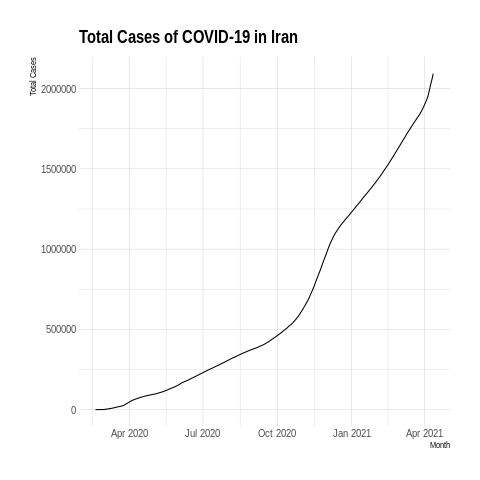 Total Cases of COVID-19 in Iran
Total Cases
2000000
1500000
1000000
500000
0
Apr 2020 Jul 2020 Oct 2020 Jan 2021 Apr 2021
Month